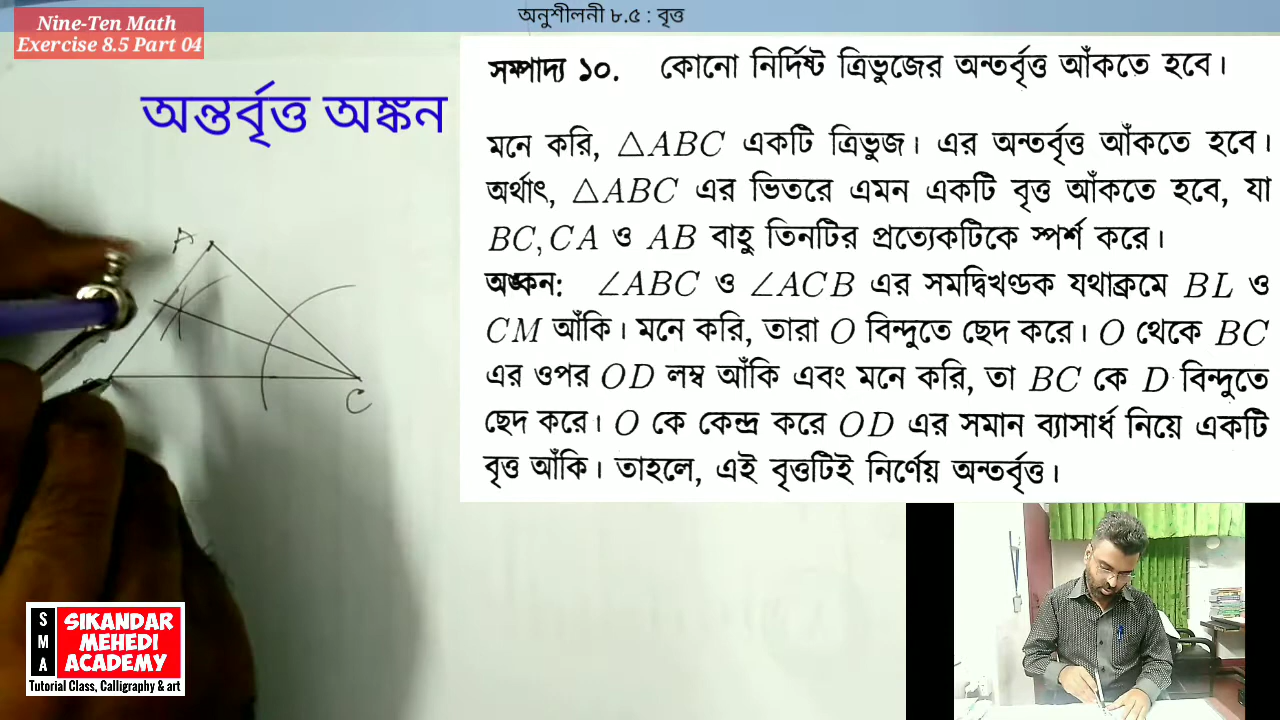 অনুশীলনী ৮.৫ : বৃত্ত
Nine-Ten Math
Exercise 8.5 Part 04
অন্তর্বৃত্ত অঙ্কন
সম্পাদ্য ১০. কোনো নির্দিষ্ট ত্রিভুজের অন্তর্বৃত্ত আঁকতে হবে।
মনে করি, △ABC একটি ত্রিভুজ। এর অন্তর্বৃত্ত আঁকতে হবে।
অর্থাৎ, △ABC এর ভিতরে এমন একটি বৃত্ত আঁকতে হবে, যা
BC, CA ও AB বাহু তিনটির প্রত্যেকটিকে স্পর্শ করে।
অঙ্কন: ∠ABC ও ∠ACB এর সমদ্বিখণ্ডক যথাক্রমে BL ও
CM আঁকি। মনে করি, তারা O বিন্দুতে ছেদ করে। O থেকে BC
এর ওপর OD লম্ব আঁকি এবং মনে করি, তা BC কে D বিন্দুতে
ছেদ করে। O কে কেন্দ্র করে OD এর সমান ব্যাসার্ধ নিয়ে একটি
বৃত্ত আঁকি। তাহলে, এই বৃত্তটিই নির্ণেয় অন্তর্বৃত্ত।
A
C
SMA
SIKANDAR
MEHEDI
ACADEMY
Tutorial Class, Calligraphy & art